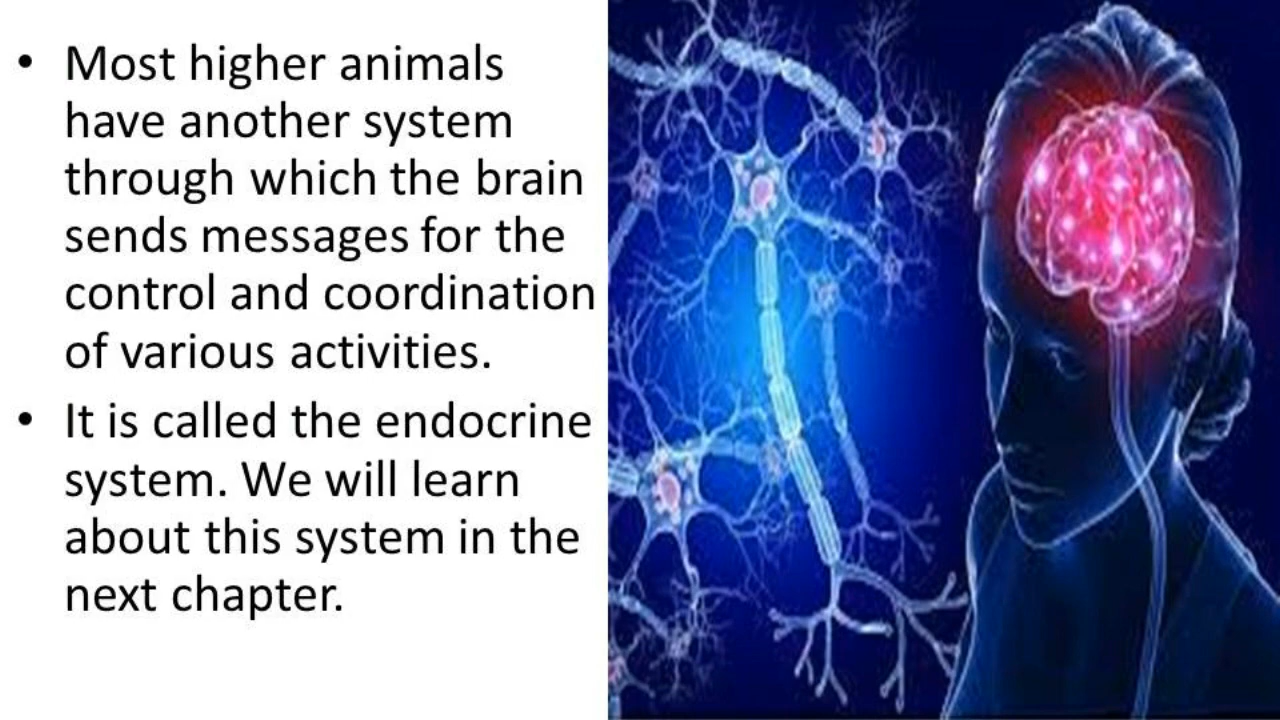 • Most higher animals
have another system
through which the brain
sends messages for the
control and coordination
of various activities.
• It is called the endocrine
system. We will learn
about this system in the
next chapter.